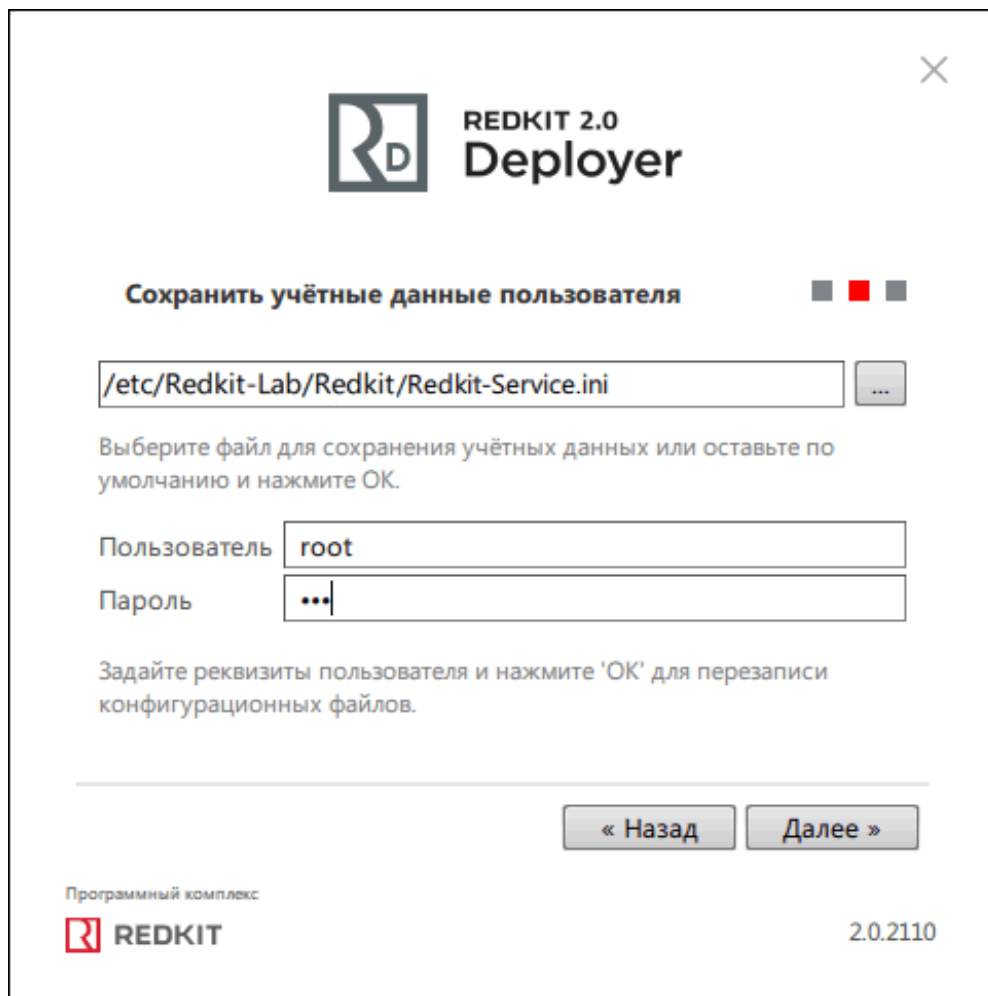 RD
REDKIT 2.0
Deployer
Сохранить учётные данные пользователя
/etc/Redkit-Lab/Redkit/Redkit-Service.ini
...
Выберите файл для сохранения учётных данных или оставьте по
умолчанию и нажмите ОК.
Пользователь root
Пароль •••
Задайте реквизиты пользователя и нажмите 'ОК' для перезаписи
конфигурационных файлов.
« Назад Далее »
Программный комплекс
R REDKIT
2.0.2110